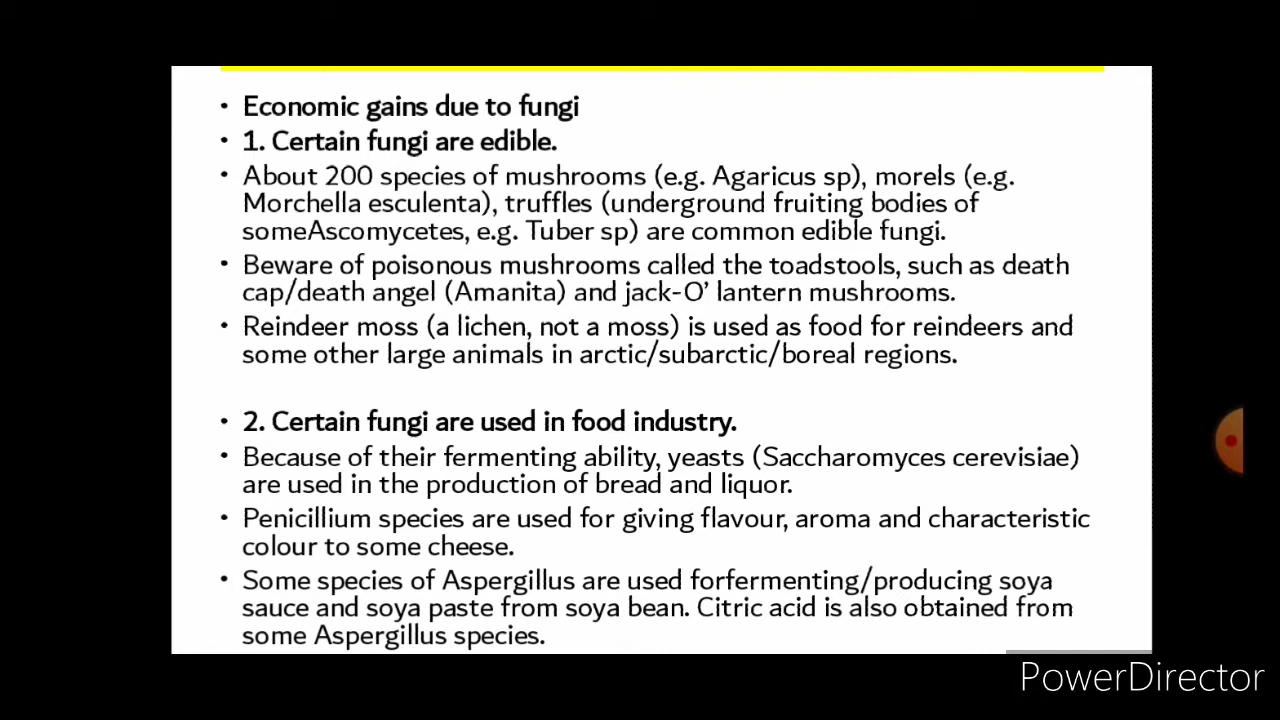 • Economic gains due to fungi
• 1. Certain fungi are edible.
• About 200 species of mushrooms (e.g. Agaricus sp), morels (e.g.
Morchella esculenta), truffles (underground fruiting bodies of
someAscomycetes, e.g. Tuber sp) are common edible fungi.
• Beware of poisonous mushrooms called the toadstools, such as death
cap/death angel (Amanita) and jack-O’ lantern mushrooms.
• Reindeer moss (a lichen, not a moss) is used as food for reindeers and
some other large animals in arctic/subarctic/boreal regions.
• 2. Certain fungi are used in food industry.
• Because of their fermenting ability, yeasts (Saccharomyces cerevisiae)
are used in the production of bread and liquor.
• Penicillium species are used for giving flavour, aroma and characteristic
colour to some cheese.
• Some species of Aspergillus are used forfermenting/producing soya
sauce and soya paste from soya bean. Citric acid is also obtained from
some Aspergillus species.
PowerDirector